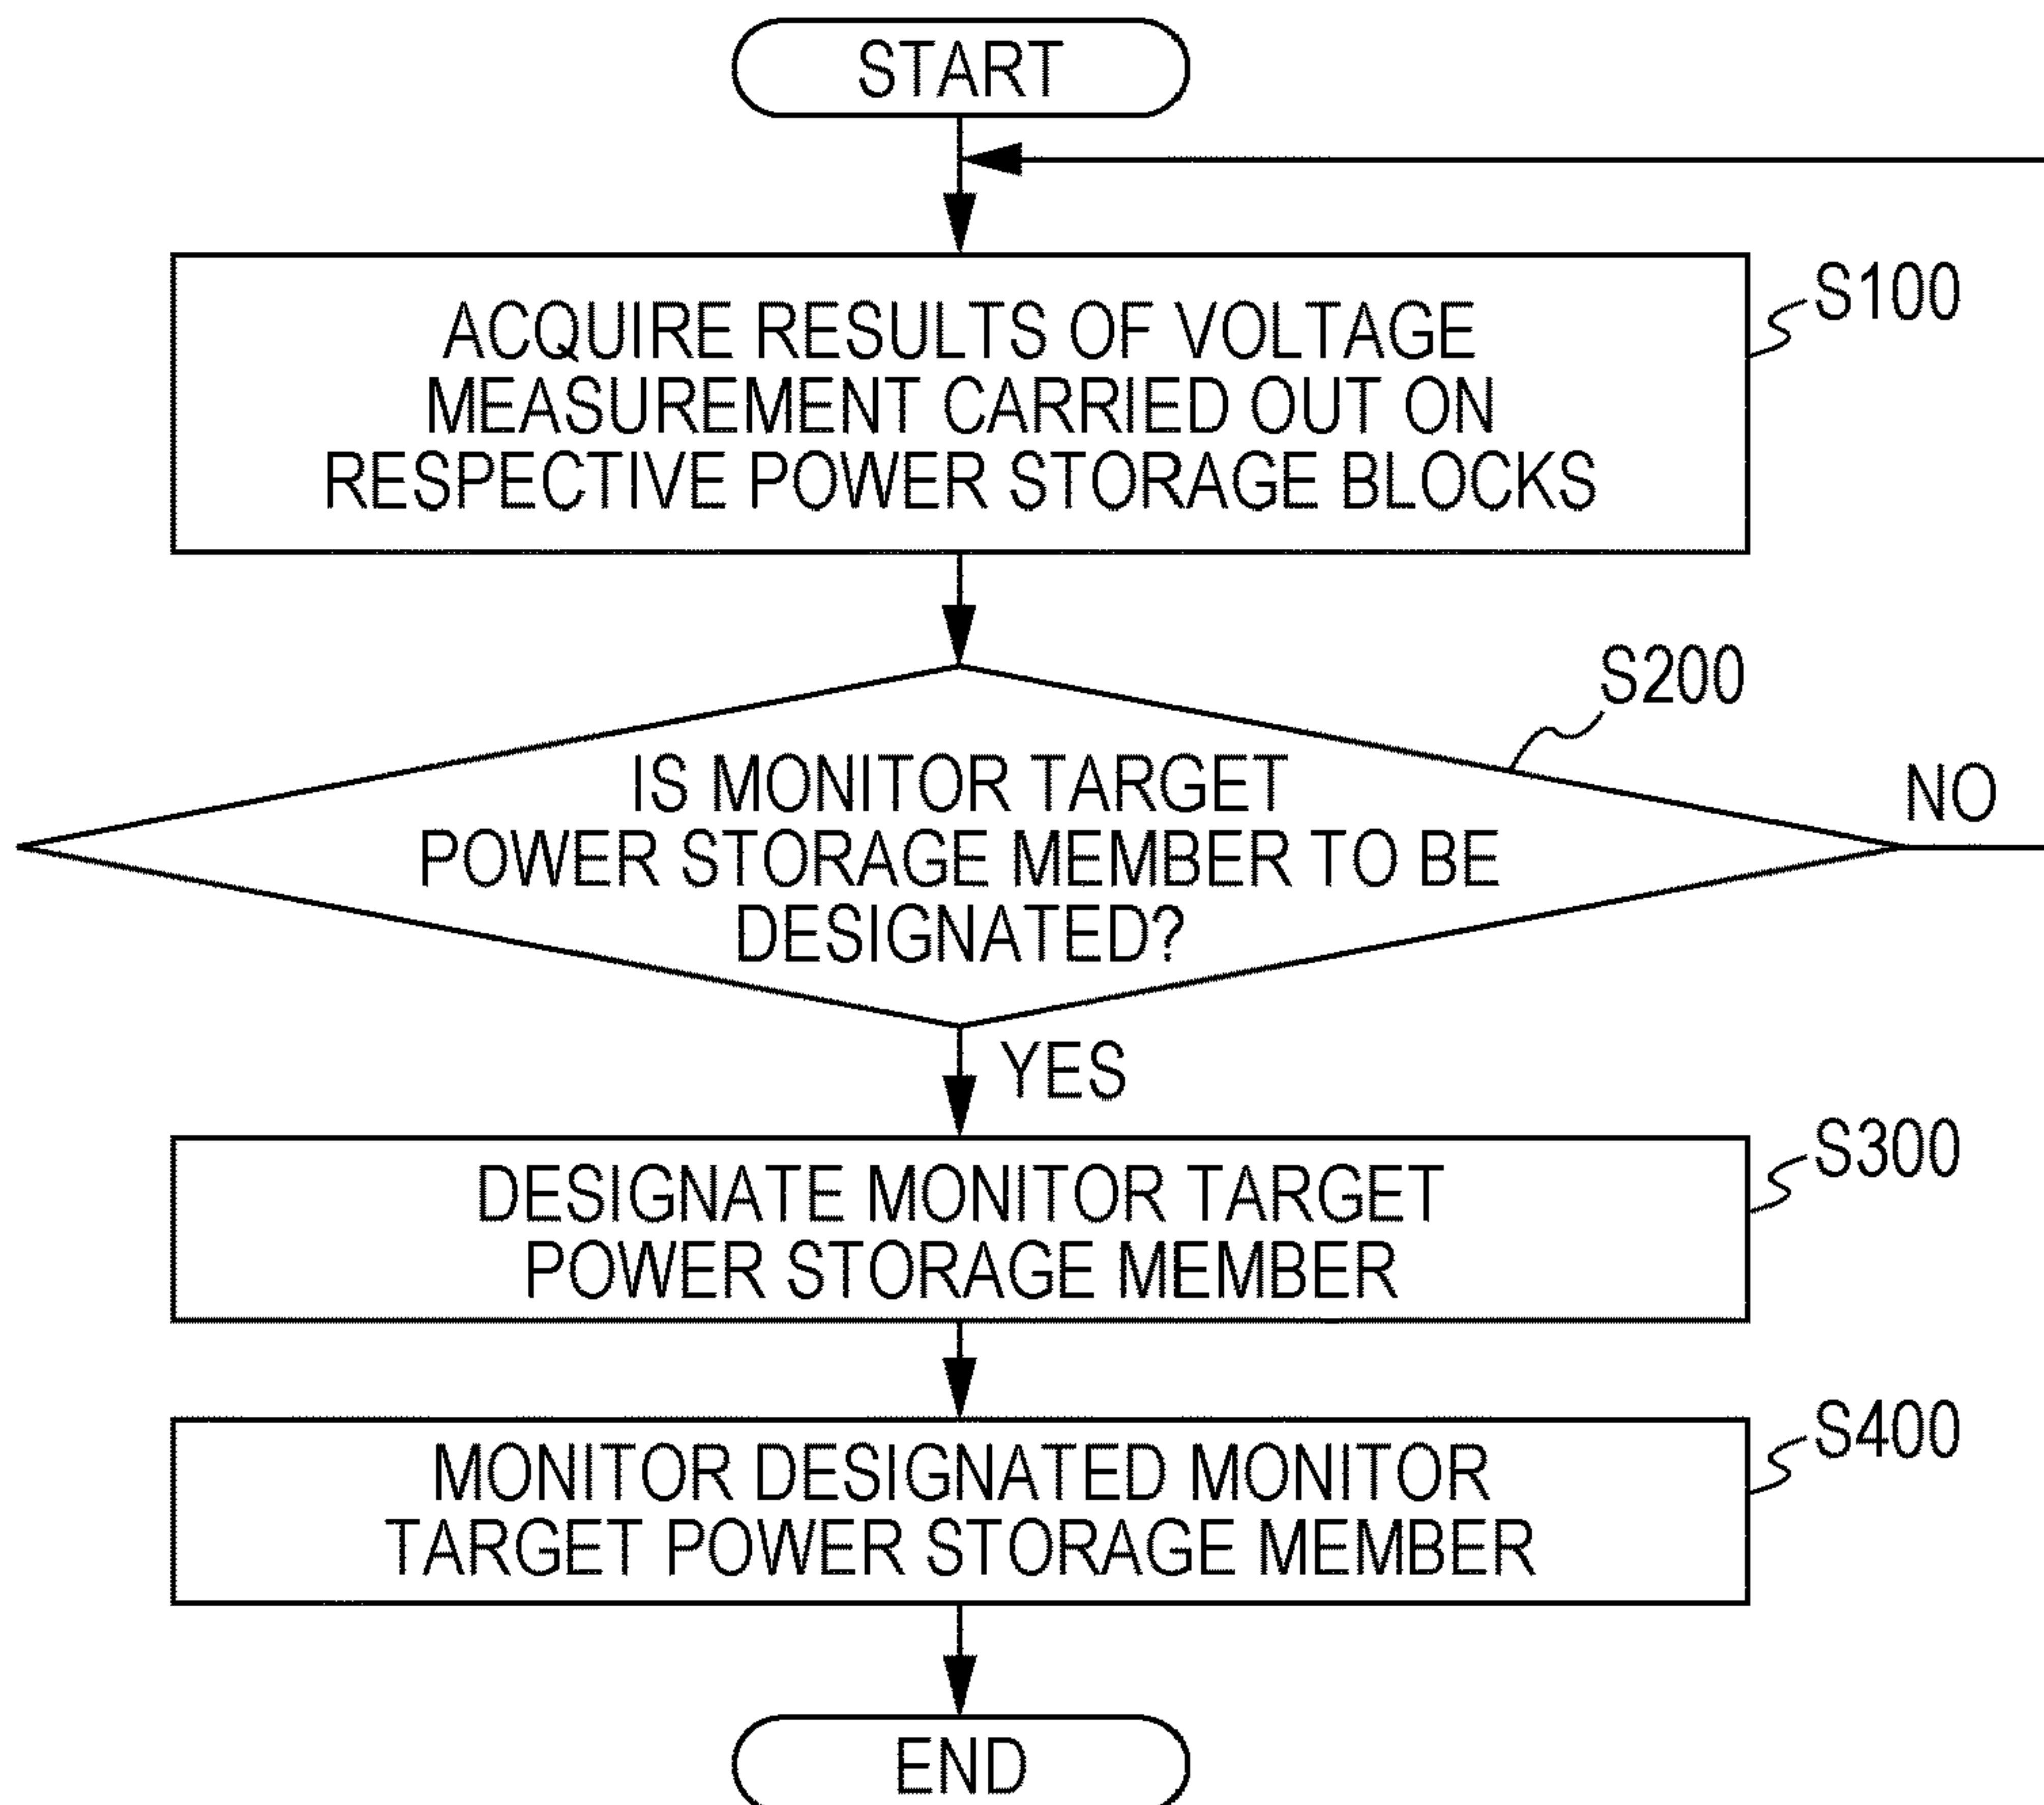 START
ACQUIRE RESULTS OF VOLTAGE
MEASUREMENT CARRIED OUT ON
RESPECTIVE POWER STORAGE BLOCKS
S100
S200
IS MONITOR TARGET
POWER STORAGE MEMBER TO BE
DESIGNATED?
NO
YES
DESIGNATE MONITOR TARGET
POWER STORAGE MEMBER
S300
MONITOR DESIGNATED MONITOR
TARGET POWER STORAGE MEMBER
S400
END